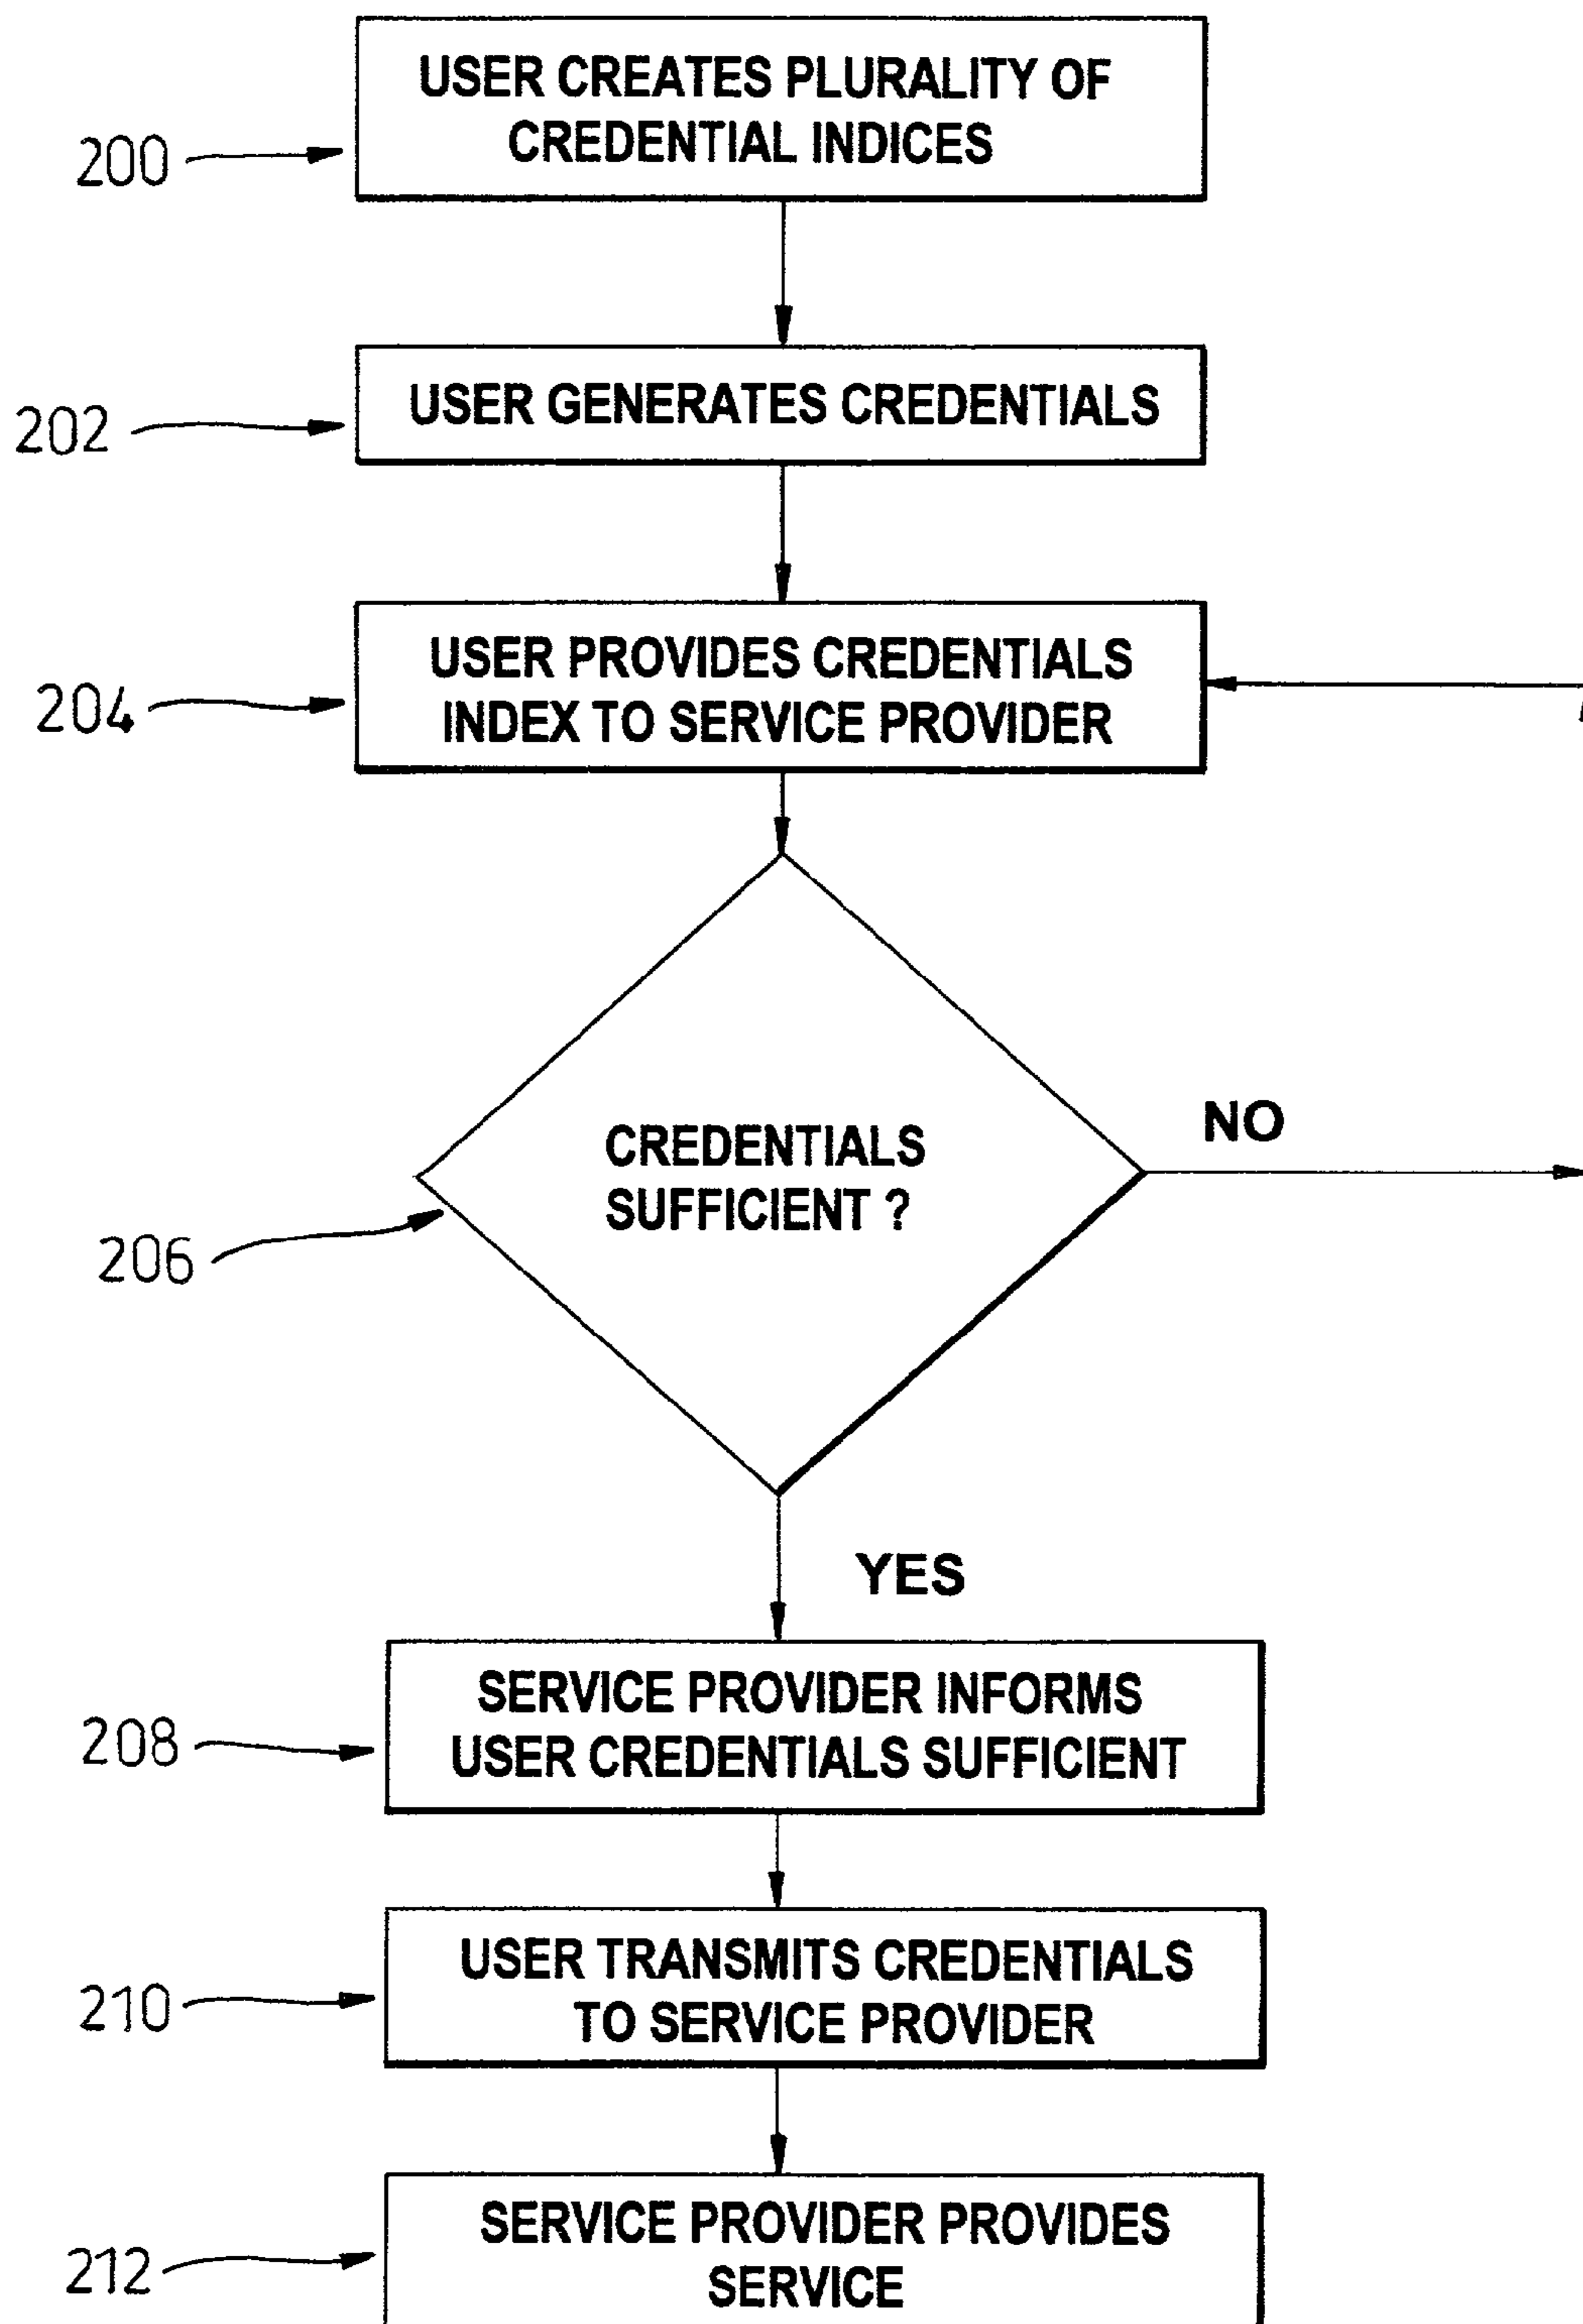 USER CREATES PLURALITY OF
CREDENTIAL INDICES
200
USER GENERATES CREDENTIALS
202
USER PROVIDES CREDENTIALS
INDEX TO SERVICE PROVIDER
204
CREDENTIALS
SUFFICIENT ?
NO
206
YES
SERVICE PROVIDER INFORMS
USER CREDENTIALS SUFFICIENT
208
USER TRANSMITS CREDENTIALS
TO SERVICE PROVIDER
210
SERVICE PROVIDER PROVIDES
SERVICE
212